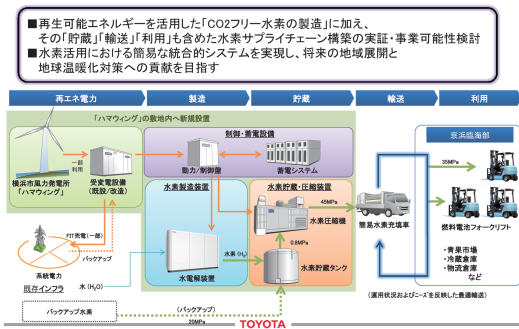 ■再生可能エネルギーを活用した「CO2フリー水素の製造」に加え、
その「貯蔵」「輸送」「利用」も含めた水素サプライチェーン構築の実証・事業可能性検討
■水素活用における簡易な統合的システムを実現し、将来の地域展開と
地球温暖化対策への貢献を目指す
再エネ電力
製造
貯蔵
輸送
利用
「ハマウィング」の敷地内へ新規設置
一部
利用
横浜市風力発電所
「ハマウィング」
受変電設備
(既設/改造)
制御・蓄電設備
動力/制御盤
蓄電システム
京浜臨海部
35MPa
燃料電池フォークリフト
・青果市場
・冷蔵倉庫
・物流倉庫
など
水素製造装置
水電解装置
水素(H₂)
水素貯蔵・圧縮装置
45MPa
水素圧縮機
0.8MPa
水素貯蔵タンク
簡易水素充填車
FIT売電(一部)
バックアップ
系統電力
既存インフラ
水(H₂O)
(運用状況およびニーズを反映した最適輸送)
バックアップ水素
(バックアップ)
20MPa
TOYOTA